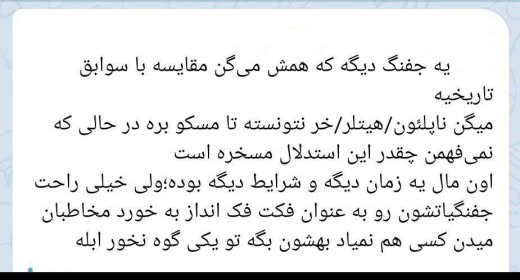 یه جفنگ دیگه که همش می‌گن مقایسه با سوابق
تاریخیه
میگن ناپلئون/هیتلر/خر نتونسته تا مسکو بره در حالی که
نمی‌فهمن چقدر این استدلال مسخره است
اون مال یه زمان دیگه و شرایط دیگه بوده؛ولی خیلی راحت
جفنگیاتشون رو به عنوان فکت فک انداز به خورد مخاطبان
میدن کسی هم نمیاد بهشون بگه تو یکی گوه نخور ابله